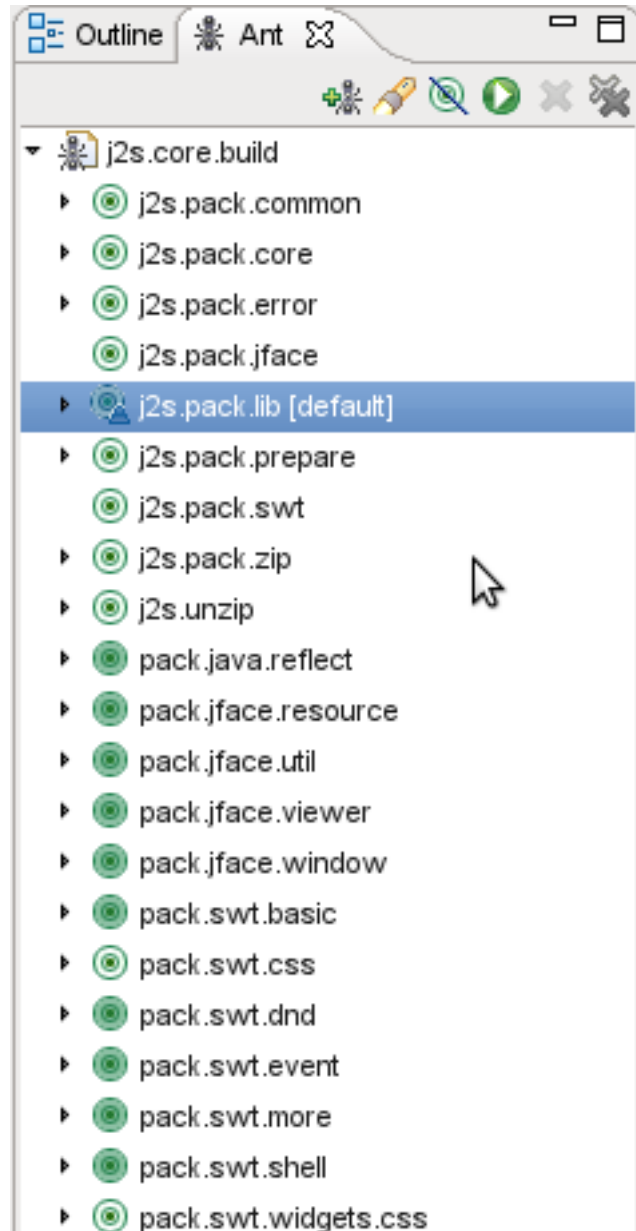 Outline Ant
j2s.core.build
j2s.pack.common
j2s.pack.core
j2s.pack.error
j2s.pack.jface
j2s.pack.lib [default]
j2s.pack.prepare
j2s.pack.swt
j2s.pack.zip
j2s.unzip
pack.java.reflect
pack.jface.resource
pack.jface.util
pack.jface.viewer
pack.jface.window
pack.swt.basic
pack.swt.css
pack.swt.dnd
pack.swt.event
pack.swt.more
pack.swt.shell
pack.swt.widgets.css